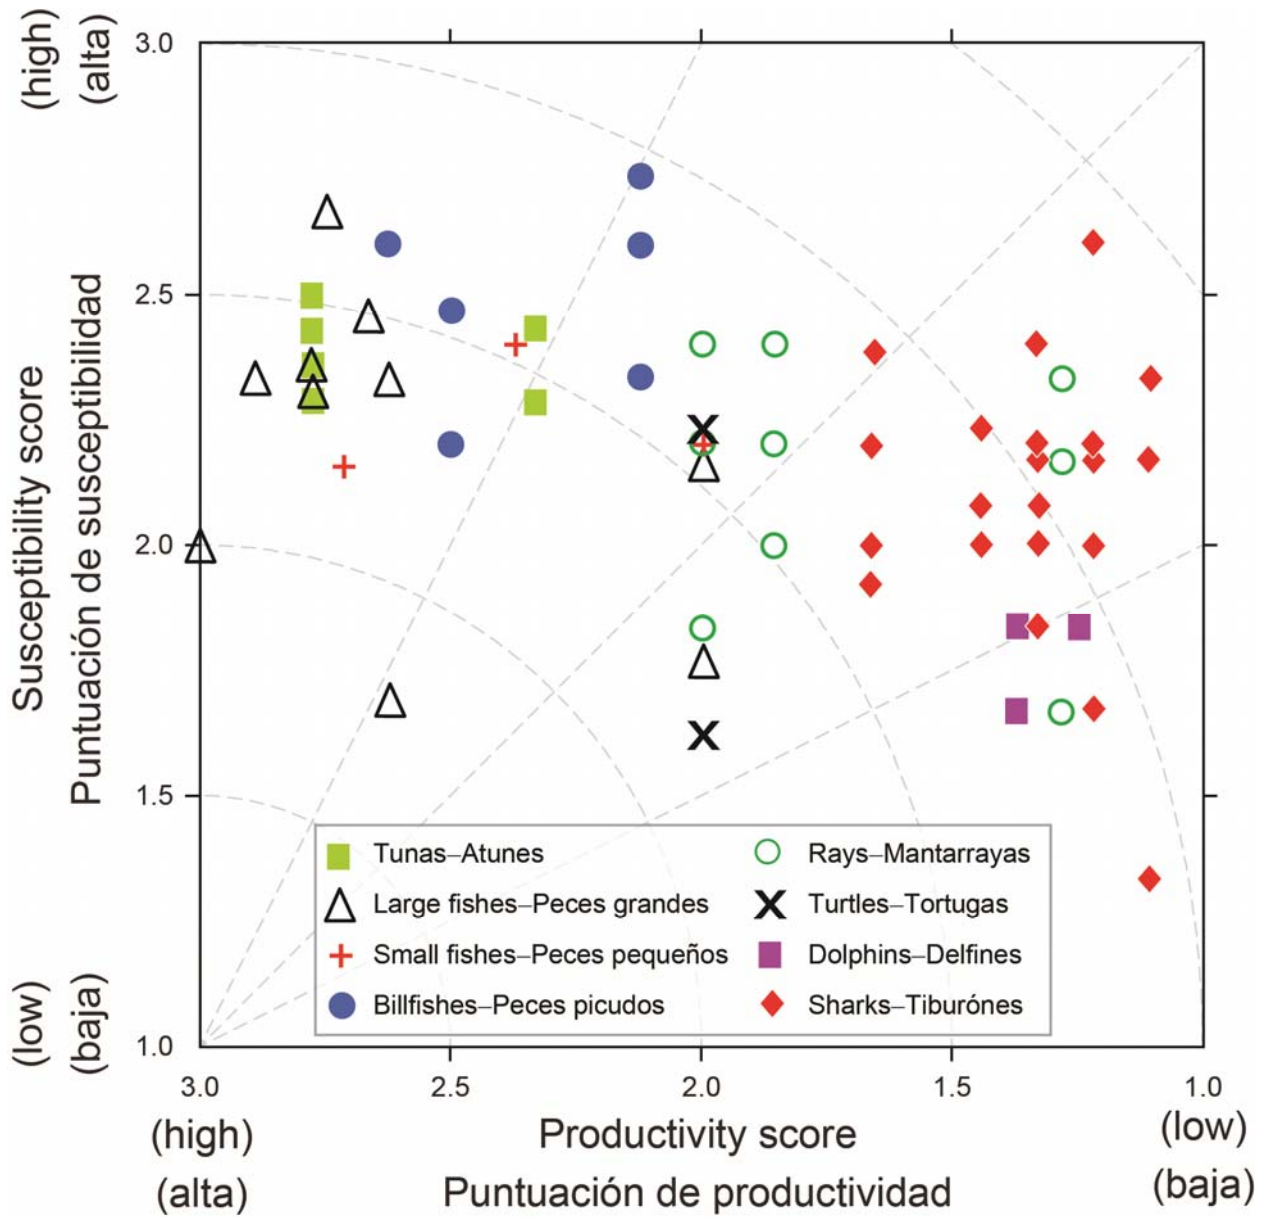 (high)
(alta)
Susceptibility score
Puntuación de susceptibilidad
(low)
(baja)
3.0
2.5
2.0
1.5
1.0
Tunas–Atunes
Large fishes–Peces grandes
Small fishes–Peces pequeños
Billfishes–Peces picudos
Rays–Mantarrayas
Turtles–Tortugas
Dolphins–Delfines
Sharks–Tiburónes
3.0 2.5 2.0 1.5 1.0
(high) Productivity score (low)
(alta) Puntuación de productividad (baja)